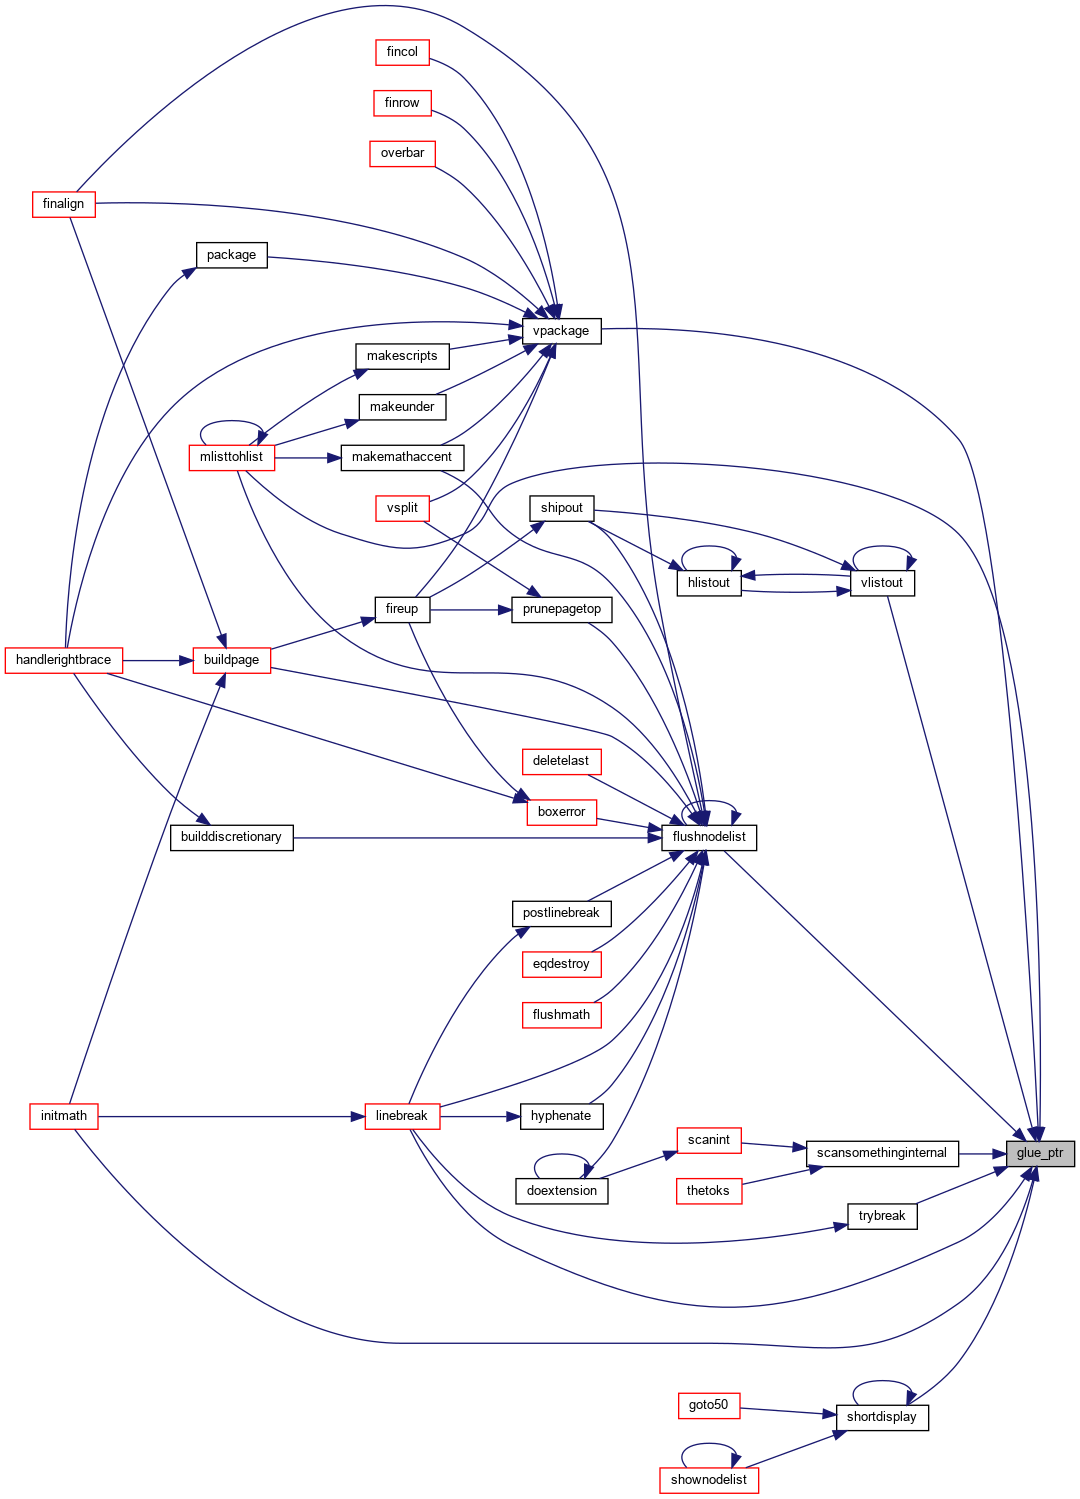 fincol
finrow
overbar
finalign
package
vpackage
makescripts
makeunder
mlisttohlist
makemathaccent
vsplit
shipout
hlistout
vlistout
fireup
prunepagetop
handlerightbrace
buildpage
deletelast
boxerror
builddiscretionary
flushnodelist
postlinebreak
eqdestroy
flushmath
initmath
linebreak
hyphenate
scanint
scansomethinginternal
glue_ptr
doextension
thetoks
trybreak
goto50
shortdisplay
shownodelist